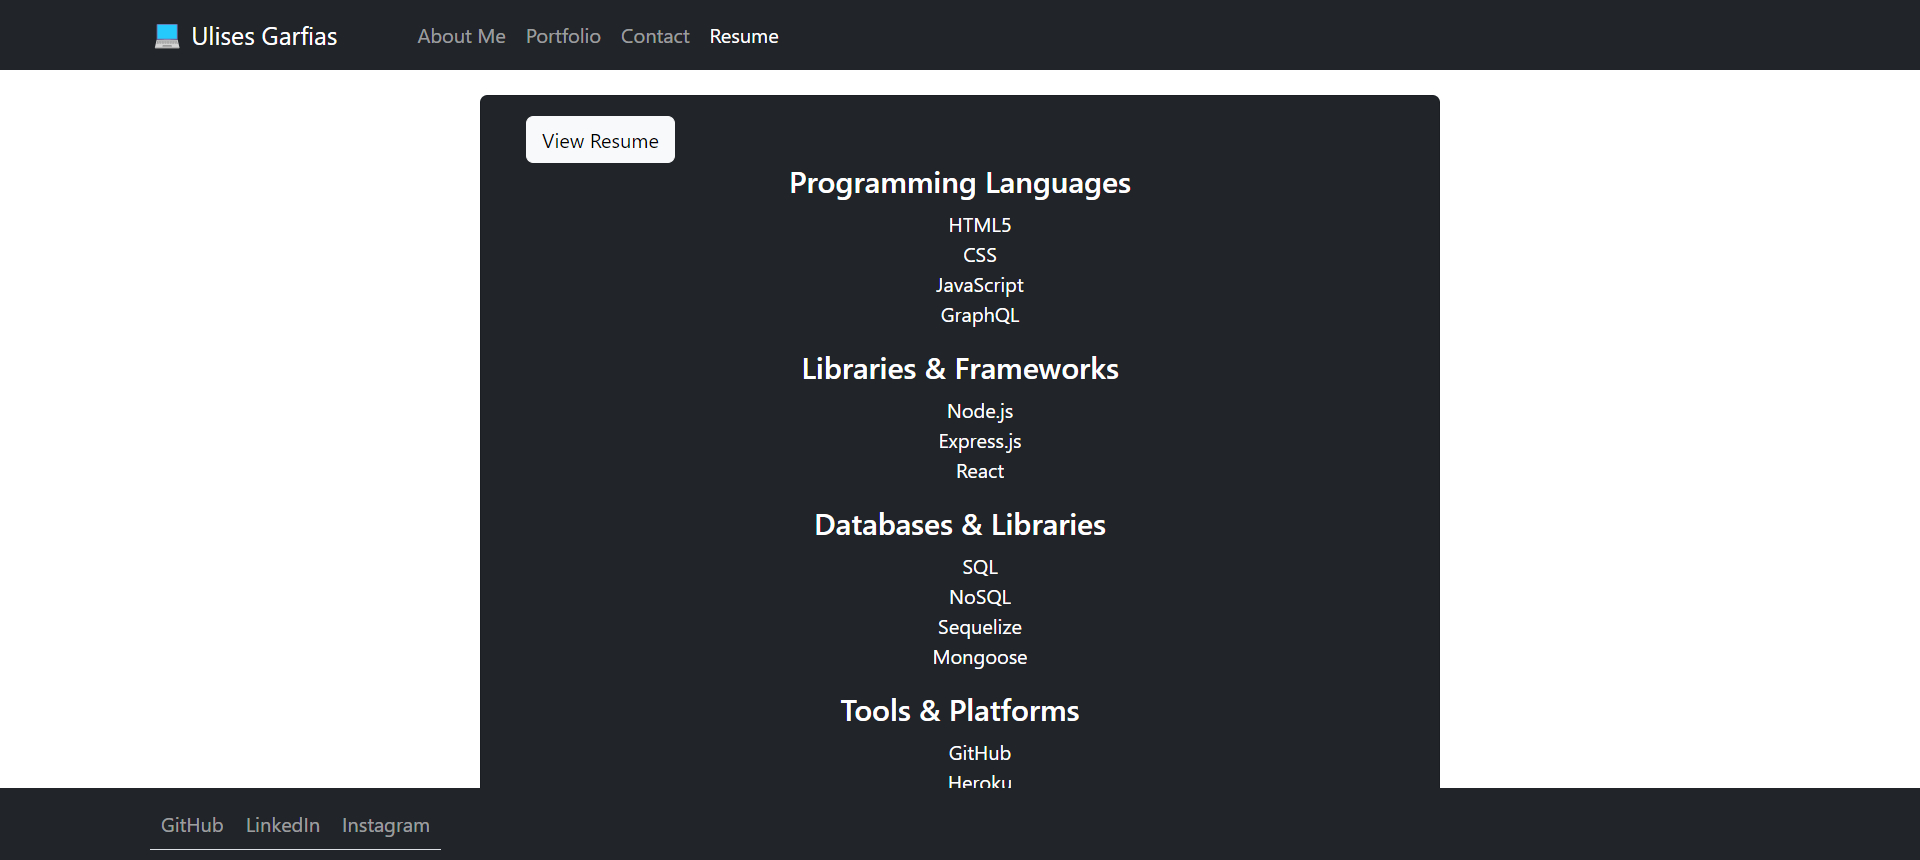 Ulises Garfias About Me Portfolio Contact Resume
View Resume
Programming Languages
HTML5
CSS
JavaScript
GraphQL
Libraries & Frameworks
Node.js
Express.js
React
Databases & Libraries
SQL
NoSQL
Sequelize
Mongoose
Tools & Platforms
GitHub
Heroku
GitHub LinkedIn Instagram